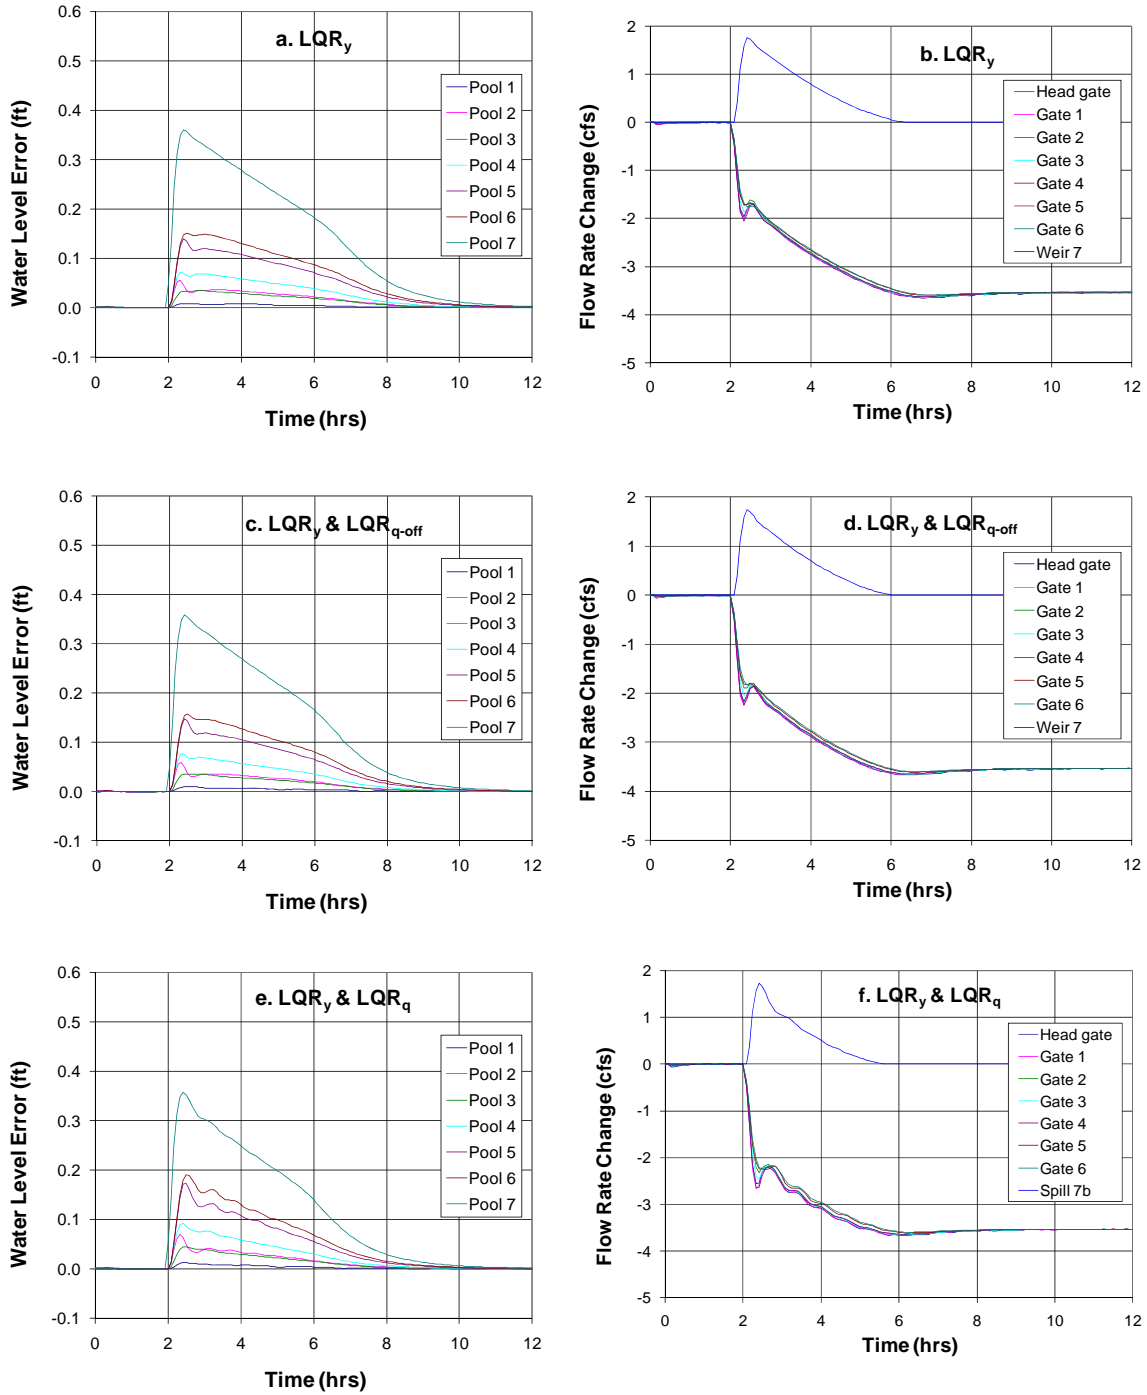 a. LQRy
Water Level Error (ft)
0.6
0.5
0.4
0.3
0.2
0.1
0.0
-0.1
0 2 4 6 8 10 12
Time (hrs)
Pool 1
Pool 2
Pool 3
Pool 4
Pool 5
Pool 6
Pool 7
b. LQRy
Flow Rate Change (cfs)
2
1
0
-1
-2
-3
-4
-5
0 2 4 6 8 10 12
Time (hrs)
Head gate
Gate 1
Gate 2
Gate 3
Gate 4
Gate 5
Gate 6
Weir 7
c. LQRy & LQRq-off
Water Level Error (ft)
0.6
0.5
0.4
0.3
0.2
0.1
0.0
-0.1
0 2 4 6 8 10 12
Time (hrs)
Pool 1
Pool 2
Pool 3
Pool 4
Pool 5
Pool 6
Pool 7
d. LQRy & LQRq-off
Flow Rate Change (cfs)
2
1
0
-1
-2
-3
-4
-5
0 2 4 6 8 10 12
Time (hrs)
Head gate
Gate 1
Gate 2
Gate 3
Gate 4
Gate 5
Gate 6
Weir 7
e. LQRy & LQRq
Water Level Error (ft)
0.6
0.5
0.4
0.3
0.2
0.1
0.0
-0.1
0 2 4 6 8 10 12
Time (hrs)
Pool 1
Pool 2
Pool 3
Pool 4
Pool 5
Pool 6
Pool 7
f. LQRy & LQRq
Flow Rate Change (cfs)
2
1
0
-1
-2
-3
-4
-5
0 2 4 6 8 10 12
Time (hrs)
Head gate
Gate 1
Gate 2
Gate 3
Gate 4
Gate 5
Gate 6
Spill 7b